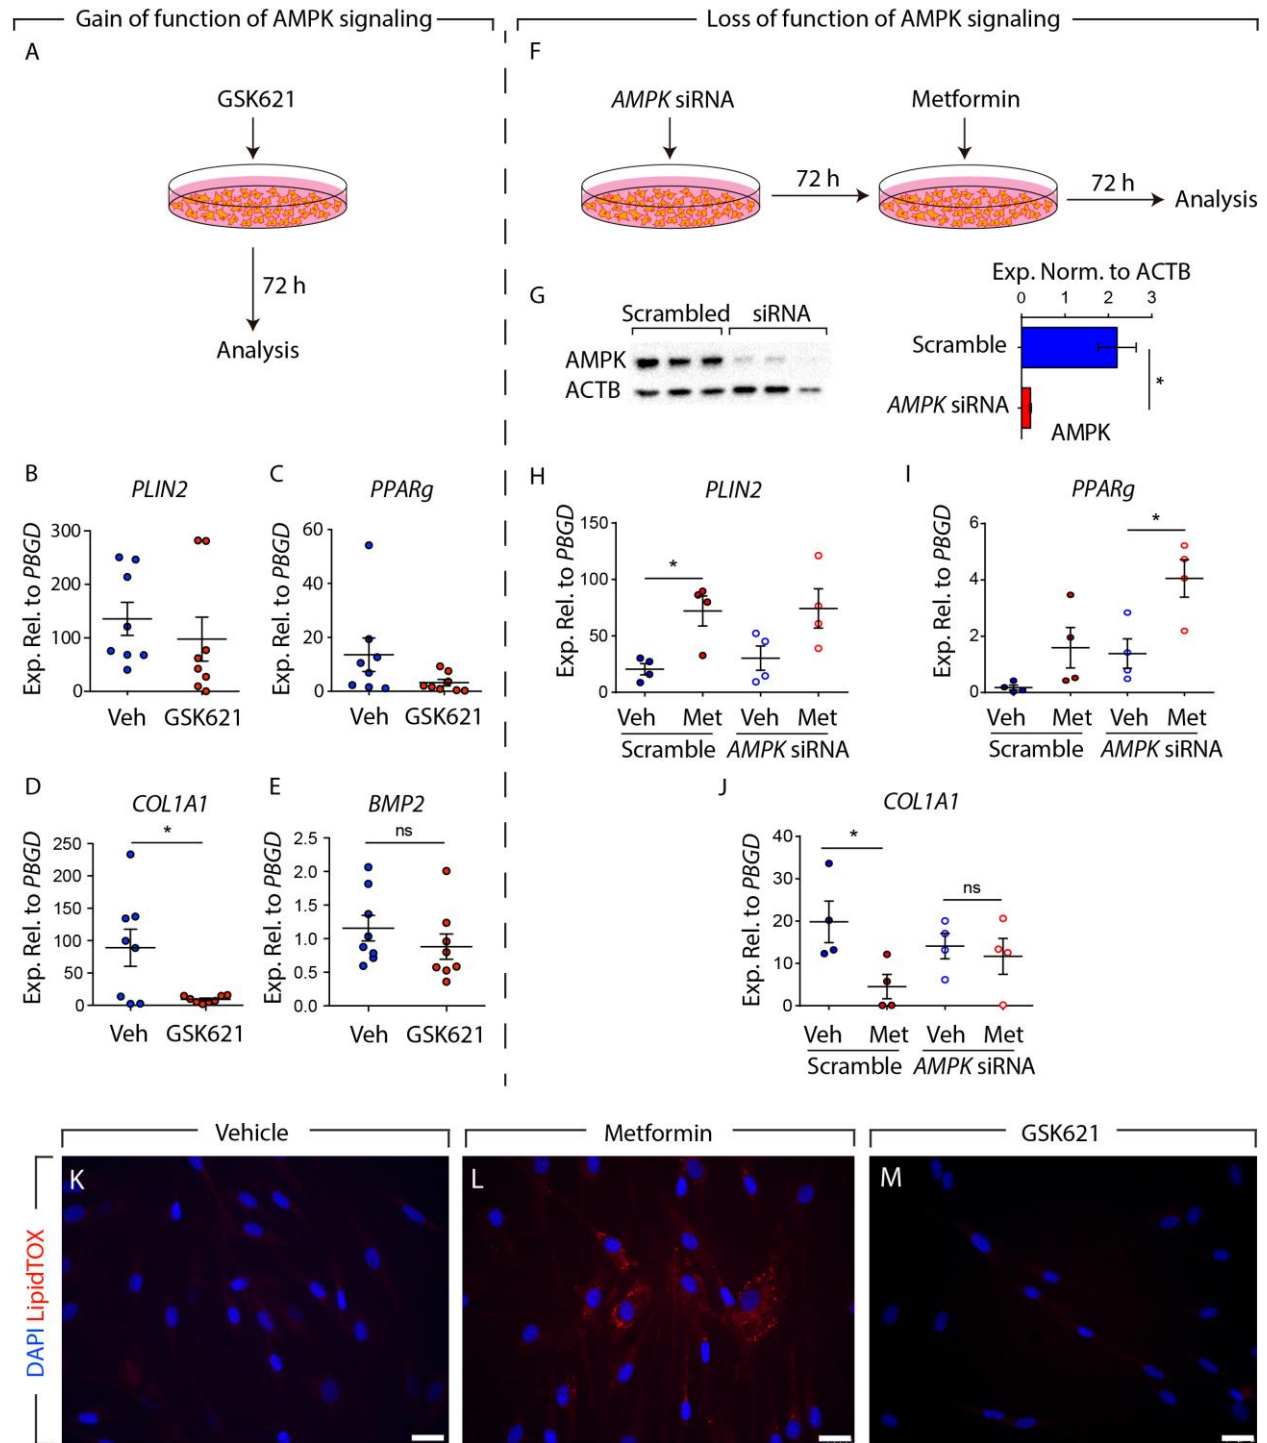 Gain of function of AMPK signaling
Loss of function of AMPK signaling
A
GSK621
72 h
Analysis
F
AMPK siRNA
Metformin
72 h
72 h
Analysis
G
Scrambled siRNA
AMPK
ACTB
Exp. Norm. to ACTB
0 1 2 3
Scramble
AMPK siRNA
*
AMPK
B
PLIN2
Exp. Rel. to PBGD
300
200
100
0
Veh GSK621
C
PPARg
Exp. Rel. to PBGD
60
40
20
0
Veh GSK621
H
PLIN2
Exp. Rel. to PBGD
150
100
50
0
*
Veh Met Veh Met
Scramble AMPK siRNA
I
PPARg
Exp. Rel. to PBGD
6
4
2
0
*
Veh Met Veh Met
Scramble AMPK siRNA
D
COL1A1
Exp. Rel. to PBGD
250
200
150
100
50
0
*
Veh GSK621
E
BMP2
Exp. Rel. to PBGD
2.5
2.0
1.5
1.0
0.5
0.0
ns
Veh GSK621
J
COL1A1
Exp. Rel. to PBGD
40
30
20
10
0
*
ns
Veh Met Veh Met
Scramble AMPK siRNA
Vehicle
Metformin
GSK621
DAPI LipidTOX
K
L
M